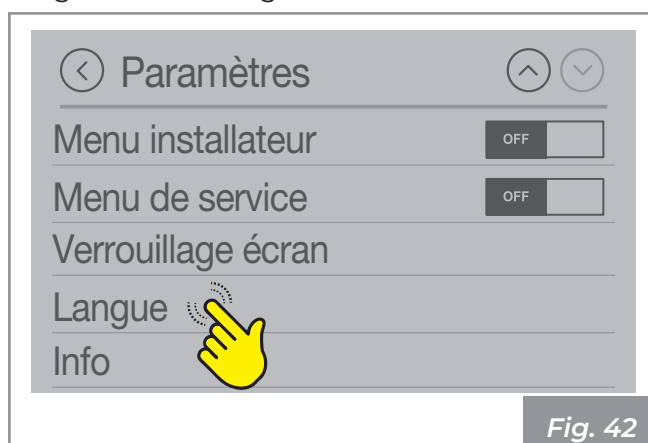 Paramètres
Menu installateur OFF
Menu de service OFF
Verrouillage écran
Langue
Info
Fig. 42